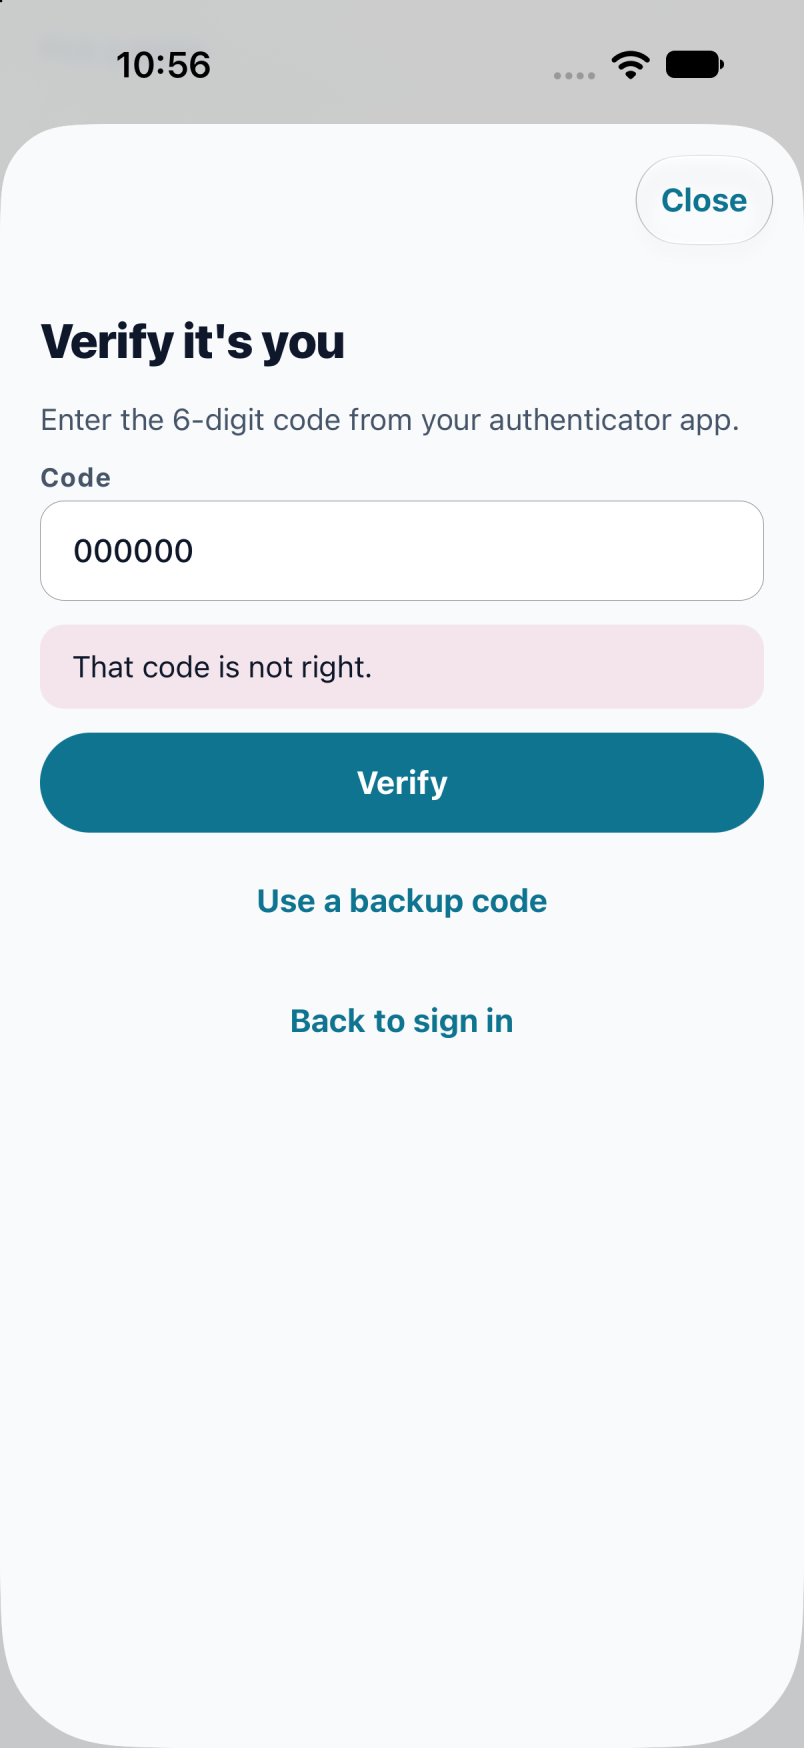 10:56
Close
Verify it's you
Enter the 6-digit code from your authenticator app.
Code
000000
That code is not right.
Verify
Use a backup code
Back to sign in